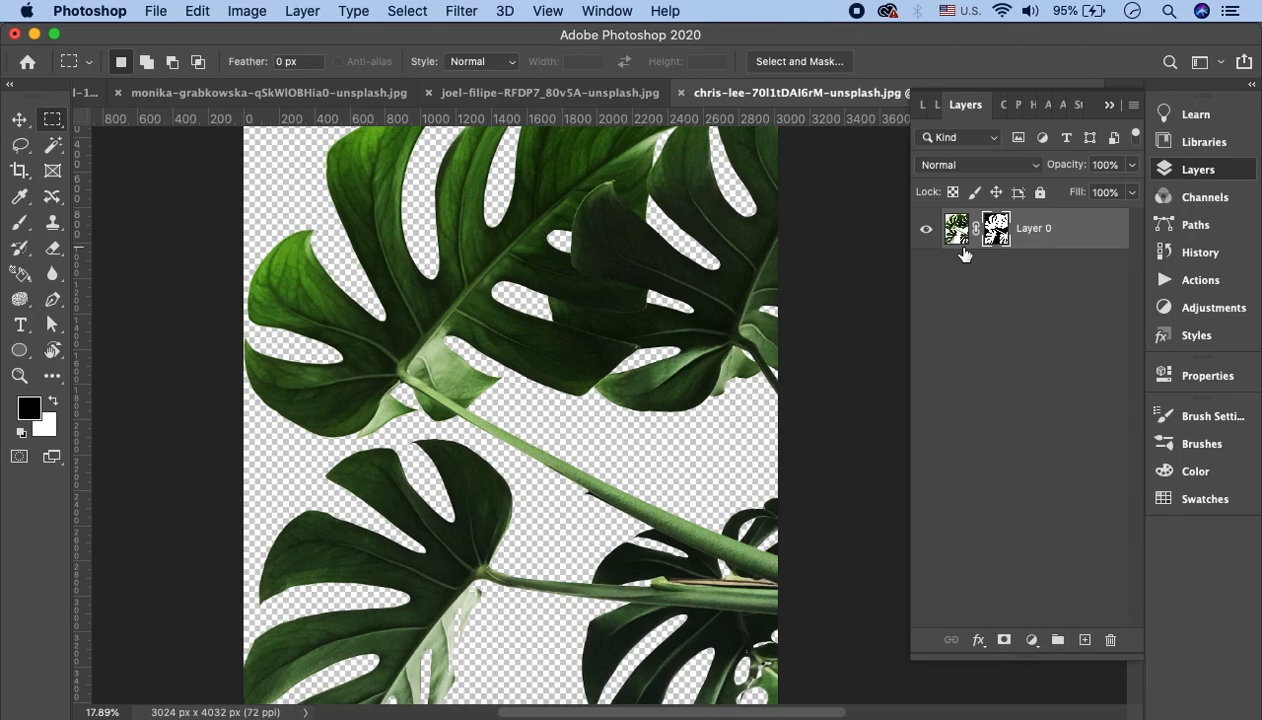 Photoshop File Edit Image Layer Type Select Filter 3D View Window Help U.S. 95%
Adobe Photoshop 2020
Feather: 0 px Anti-alias Style: Normal Width: Height: Select and Mask...
d-1... × monika-grabkowska-qSkWIOBHia0-unsplash.jpg × joel-filipe-RFDP7_80v5A-unsplash.jpg × chris-lee-70l1tDAI6rM-unsplash.jpg @
800 600 400 200 0 200 400 600 800 1000 1200 1400 1600 1800 2000 2200 2400 2600 2800 3000 3200 3400 3600
L L Layers C P H A A St
Kind
Normal Opacity: 100%
Lock: Fill: 100%
Layer 0
Learn
Libraries
Layers
Channels
Paths
History
Actions
Adjustments
Styles
Properties
Brush Setti...
Brushes
Color
Swatches
17.89% 3024 px x 4032 px (72 ppi)